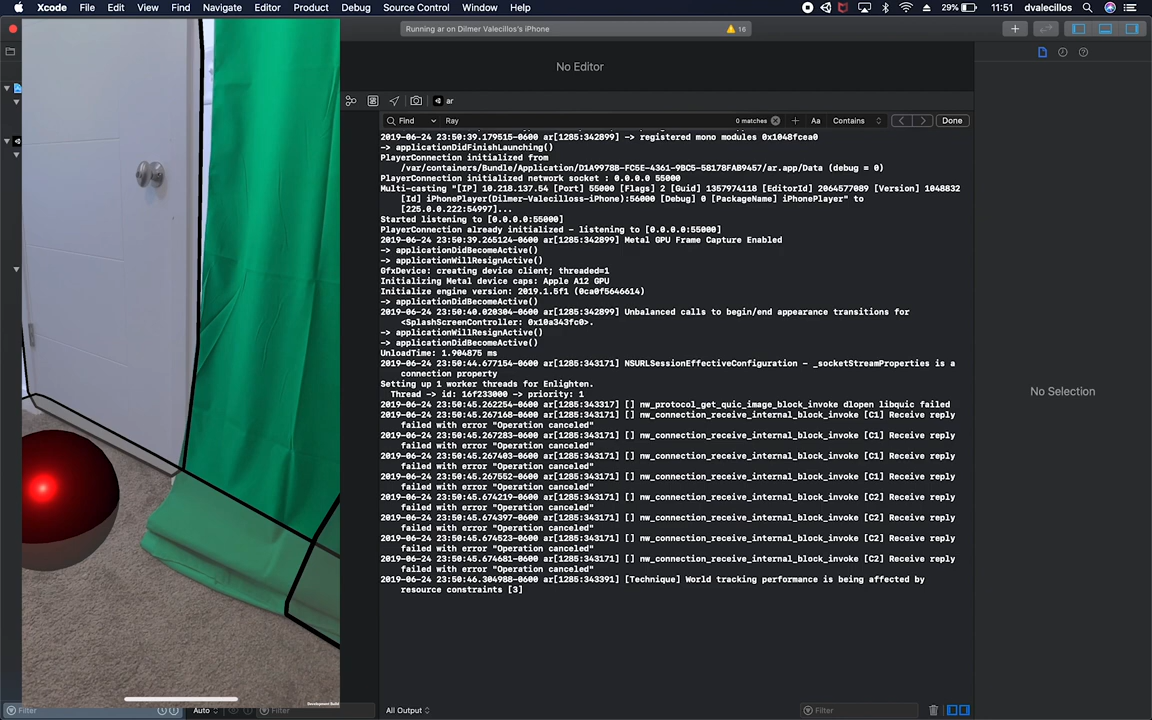 Xcode File Edit View Find Navigate Editor Product Debug Source Control Window Help 29% 11:51 dvalecillos
Running ar on Dilmer Valecillos's iPhone 16
No Editor
ar
Find Ray 0 matches Aa Contains Done
2019-06-24 23:50:39.179515-0600 ar[1285:342899] -> registered mono modules 0x1048fcea0
-> applicationDidFinishLaunching()
PlayerConnection initialized from
/var/containers/Bundle/Application/D1A9978B-FC5E-4361-9BC5-58178FAB9457/ar.app/Data (debug = 0)
PlayerConnection initialized network socket : 0.0.0.0 55000
Multi-casting "[IP] 10.218.137.54 [Port] 55000 [Flags] 2 [Guid] 1357974118 [EditorId] 2064577089 [Version] 1048832
[Id] iPhonePlayer(Dilmer-Valecilloss-iPhone):56000 [Debug] 0 [PackageName] iPhonePlayer" to
[225.0.0.222:54997]...
Started listening to [0.0.0.0:55000]
PlayerConnection already initialized - listening to [0.0.0.0:55000]
2019-06-24 23:50:39.265124-0600 ar[1285:342899] Metal GPU Frame Capture Enabled
-> applicationDidBecomeActive()
-> applicationWillResignActive()
GfxDevice: creating device client; threaded=1
Initializing Metal device caps: Apple A12 GPU
Initialize engine version: 2019.1.5f1 (0ca0f5646614)
-> applicationDidBecomeActive()
2019-06-24 23:50:40.020304-0600 ar[1285:342899] Unbalanced calls to begin/end appearance transitions for
<SplashScreenController: 0x10a343fc0>.
-> applicationWillResignActive()
-> applicationDidBecomeActive()
UnloadTime: 1.904875 ms
2019-06-24 23:50:44.677154-0600 ar[1285:343171] NSURLSessionEffectiveConfiguration - _socketStreamProperties is a
connection property
Setting up 1 worker threads for Enlighten.
Thread -> id: 16f233000 -> priority: 1
2019-06-24 23:50:45.262254-0600 ar[1285:343317] [] nw_protocol_get_quic_image_block_invoke dlopen libquic failed
2019-06-24 23:50:45.267168-0600 ar[1285:343171] [] nw_connection_receive_internal_block_invoke [C1] Receive reply
failed with error "Operation canceled"
2019-06-24 23:50:45.267283-0600 ar[1285:343171] [] nw_connection_receive_internal_block_invoke [C1] Receive reply
failed with error "Operation canceled"
2019-06-24 23:50:45.267403-0600 ar[1285:343171] [] nw_connection_receive_internal_block_invoke [C1] Receive reply
failed with error "Operation canceled"
2019-06-24 23:50:45.267552-0600 ar[1285:343171] [] nw_connection_receive_internal_block_invoke [C1] Receive reply
failed with error "Operation canceled"
2019-06-24 23:50:45.674219-0600 ar[1285:343171] [] nw_connection_receive_internal_block_invoke [C2] Receive reply
failed with error "Operation canceled"
2019-06-24 23:50:45.674397-0600 ar[1285:343171] [] nw_connection_receive_internal_block_invoke [C2] Receive reply
failed with error "Operation canceled"
2019-06-24 23:50:45.674523-0600 ar[1285:343171] [] nw_connection_receive_internal_block_invoke [C2] Receive reply
failed with error "Operation canceled"
2019-06-24 23:50:45.674681-0600 ar[1285:343171] [] nw_connection_receive_internal_block_invoke [C2] Receive reply
failed with error "Operation canceled"
2019-06-24 23:50:46.304988-0600 ar[1285:343391] [Technique] World tracking performance is being affected by
resource constraints [3]
No Selection
Development Build
Filter Auto Filter All Output Filter